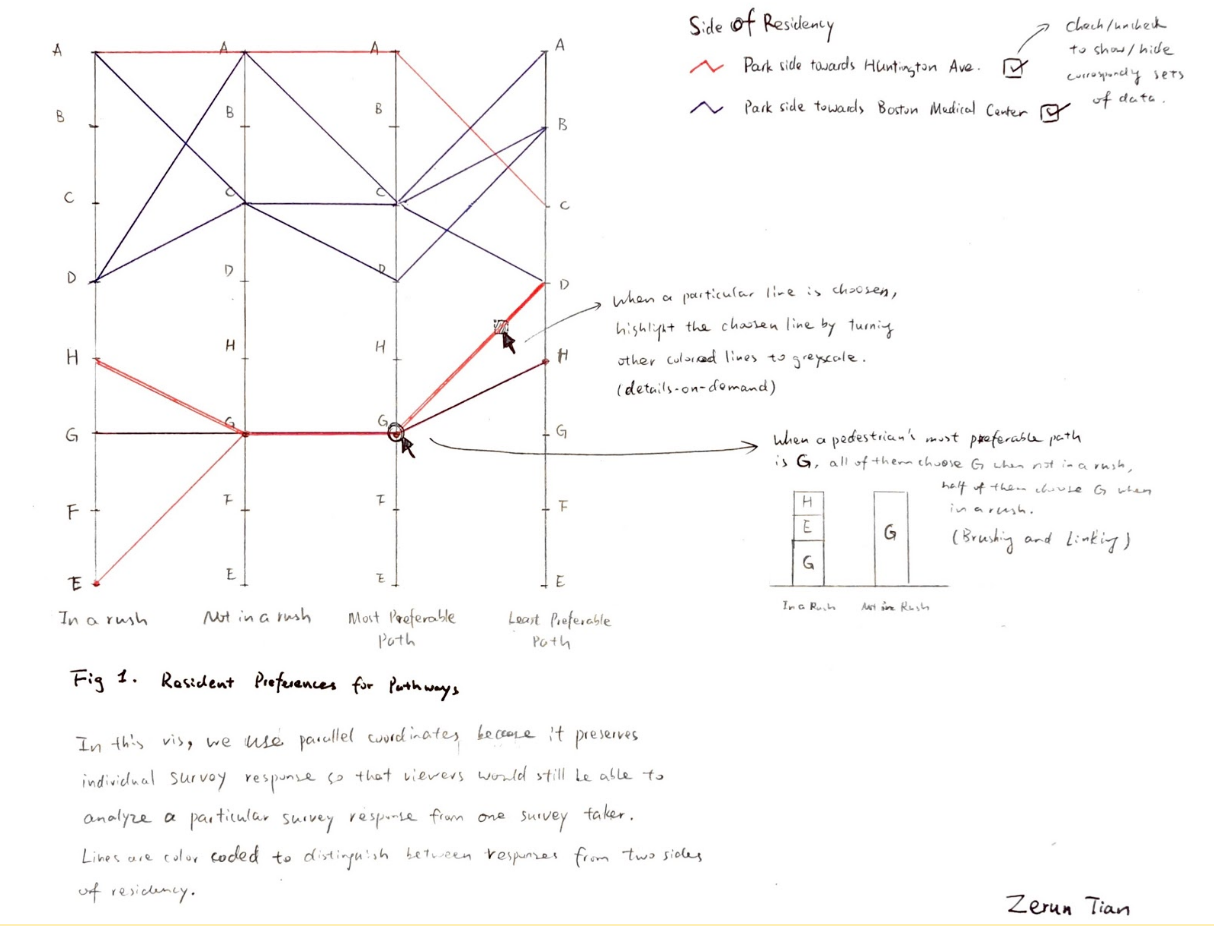 Side of Residency
Park side towards Huntington Ave.
Park side towards Boston Medical Center
Check/uncheck
to show/hide
sets
of data.
A A A A
B B B B
C C C C
D D D D
H H H H
G G G G
F F F F
E E E E
In a rush Not in a rush Most Preferable Path Least Preferable Path
When a particular line is choosen,
highlight the choosen line by turning
other colored lines to greyscale.
(details-on-demand)
When a pedestrian's most preferable path
is G, all of them choose G when not in a rush,
half of them choose G when
in a rush.
(Brushing and Linking)
H
E
G
G
In a Rush Not in Rush
Fig 1. Resident Preferences for Pathways
In this vis, we use parallel coordinates, because it preserves
individual survey response so that viewers would still be able to
analyze a particular survey response from one survey taker.
Lines are color coded to distinguish between responses from two sides
of residency.
Zerun Tian